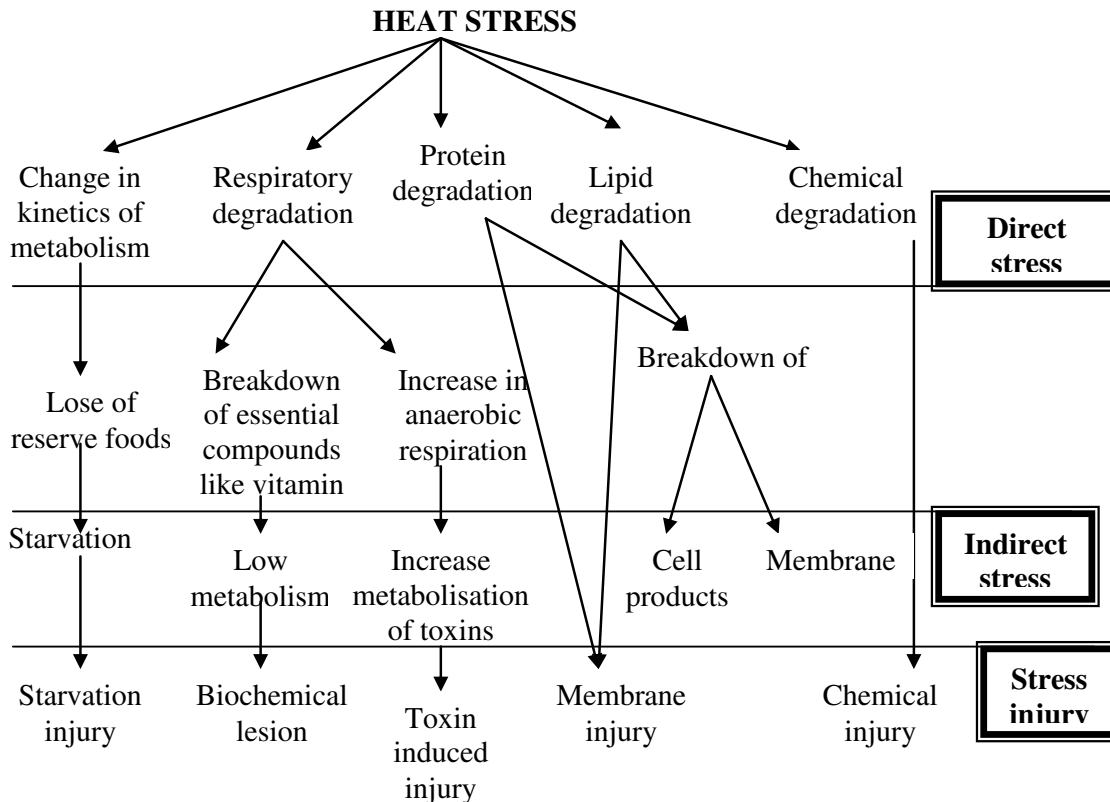 HEAT STRESS
Change in
kinetics of
metabolism
Respiratory
degradation
Protein
degradation
Lipid
degradation
Chemical
degradation
Direct
stress
Lose of
reserve foods
Breakdown
of essential
compounds
like vitamin
Increase in
anaerobic
respiration
Breakdown of
Starvation
Low
metabolism
Increase
metabolisation
of toxins
Cell
products
Membrane
Indirect
stress
Starvation
injury
Biochemical
lesion
Toxin
induced
injury
Membrane
injury
Chemical
injury
Stress
injury